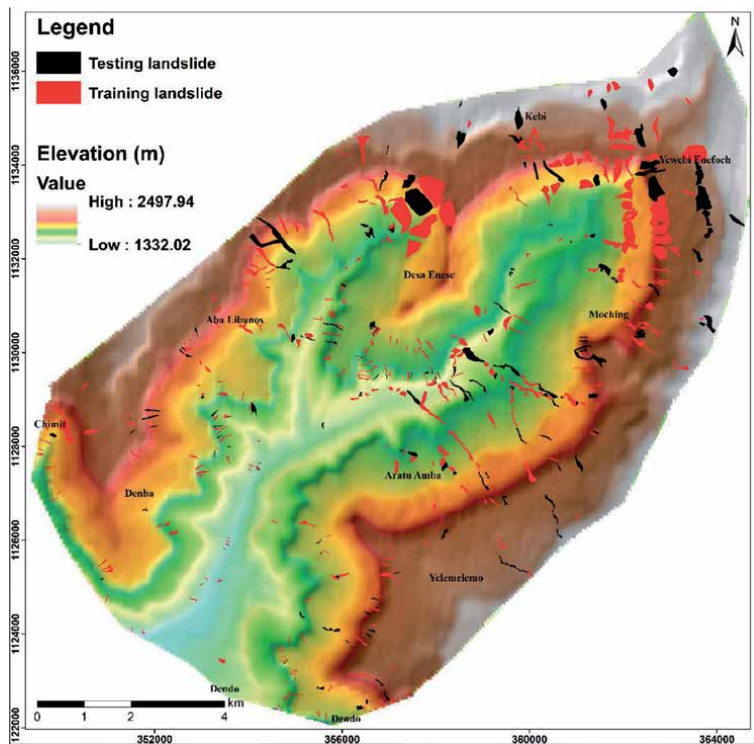 Legend
N
Testing landslide
Training landslide
Elevation (m)
Value
High : 2497.94
Low : 1332.02
1136000
1134000
1132000
1130000
1128000
1126000
1124000
1122000
Kebi
Yewebi Enefoch
Desa Enese
Aba Libanos
Moching
Chimit
Denba
Aratu Amba
Yelemelemo
Dendo
Dendo
0 1 2 4
km
352000 356000 360000 364000